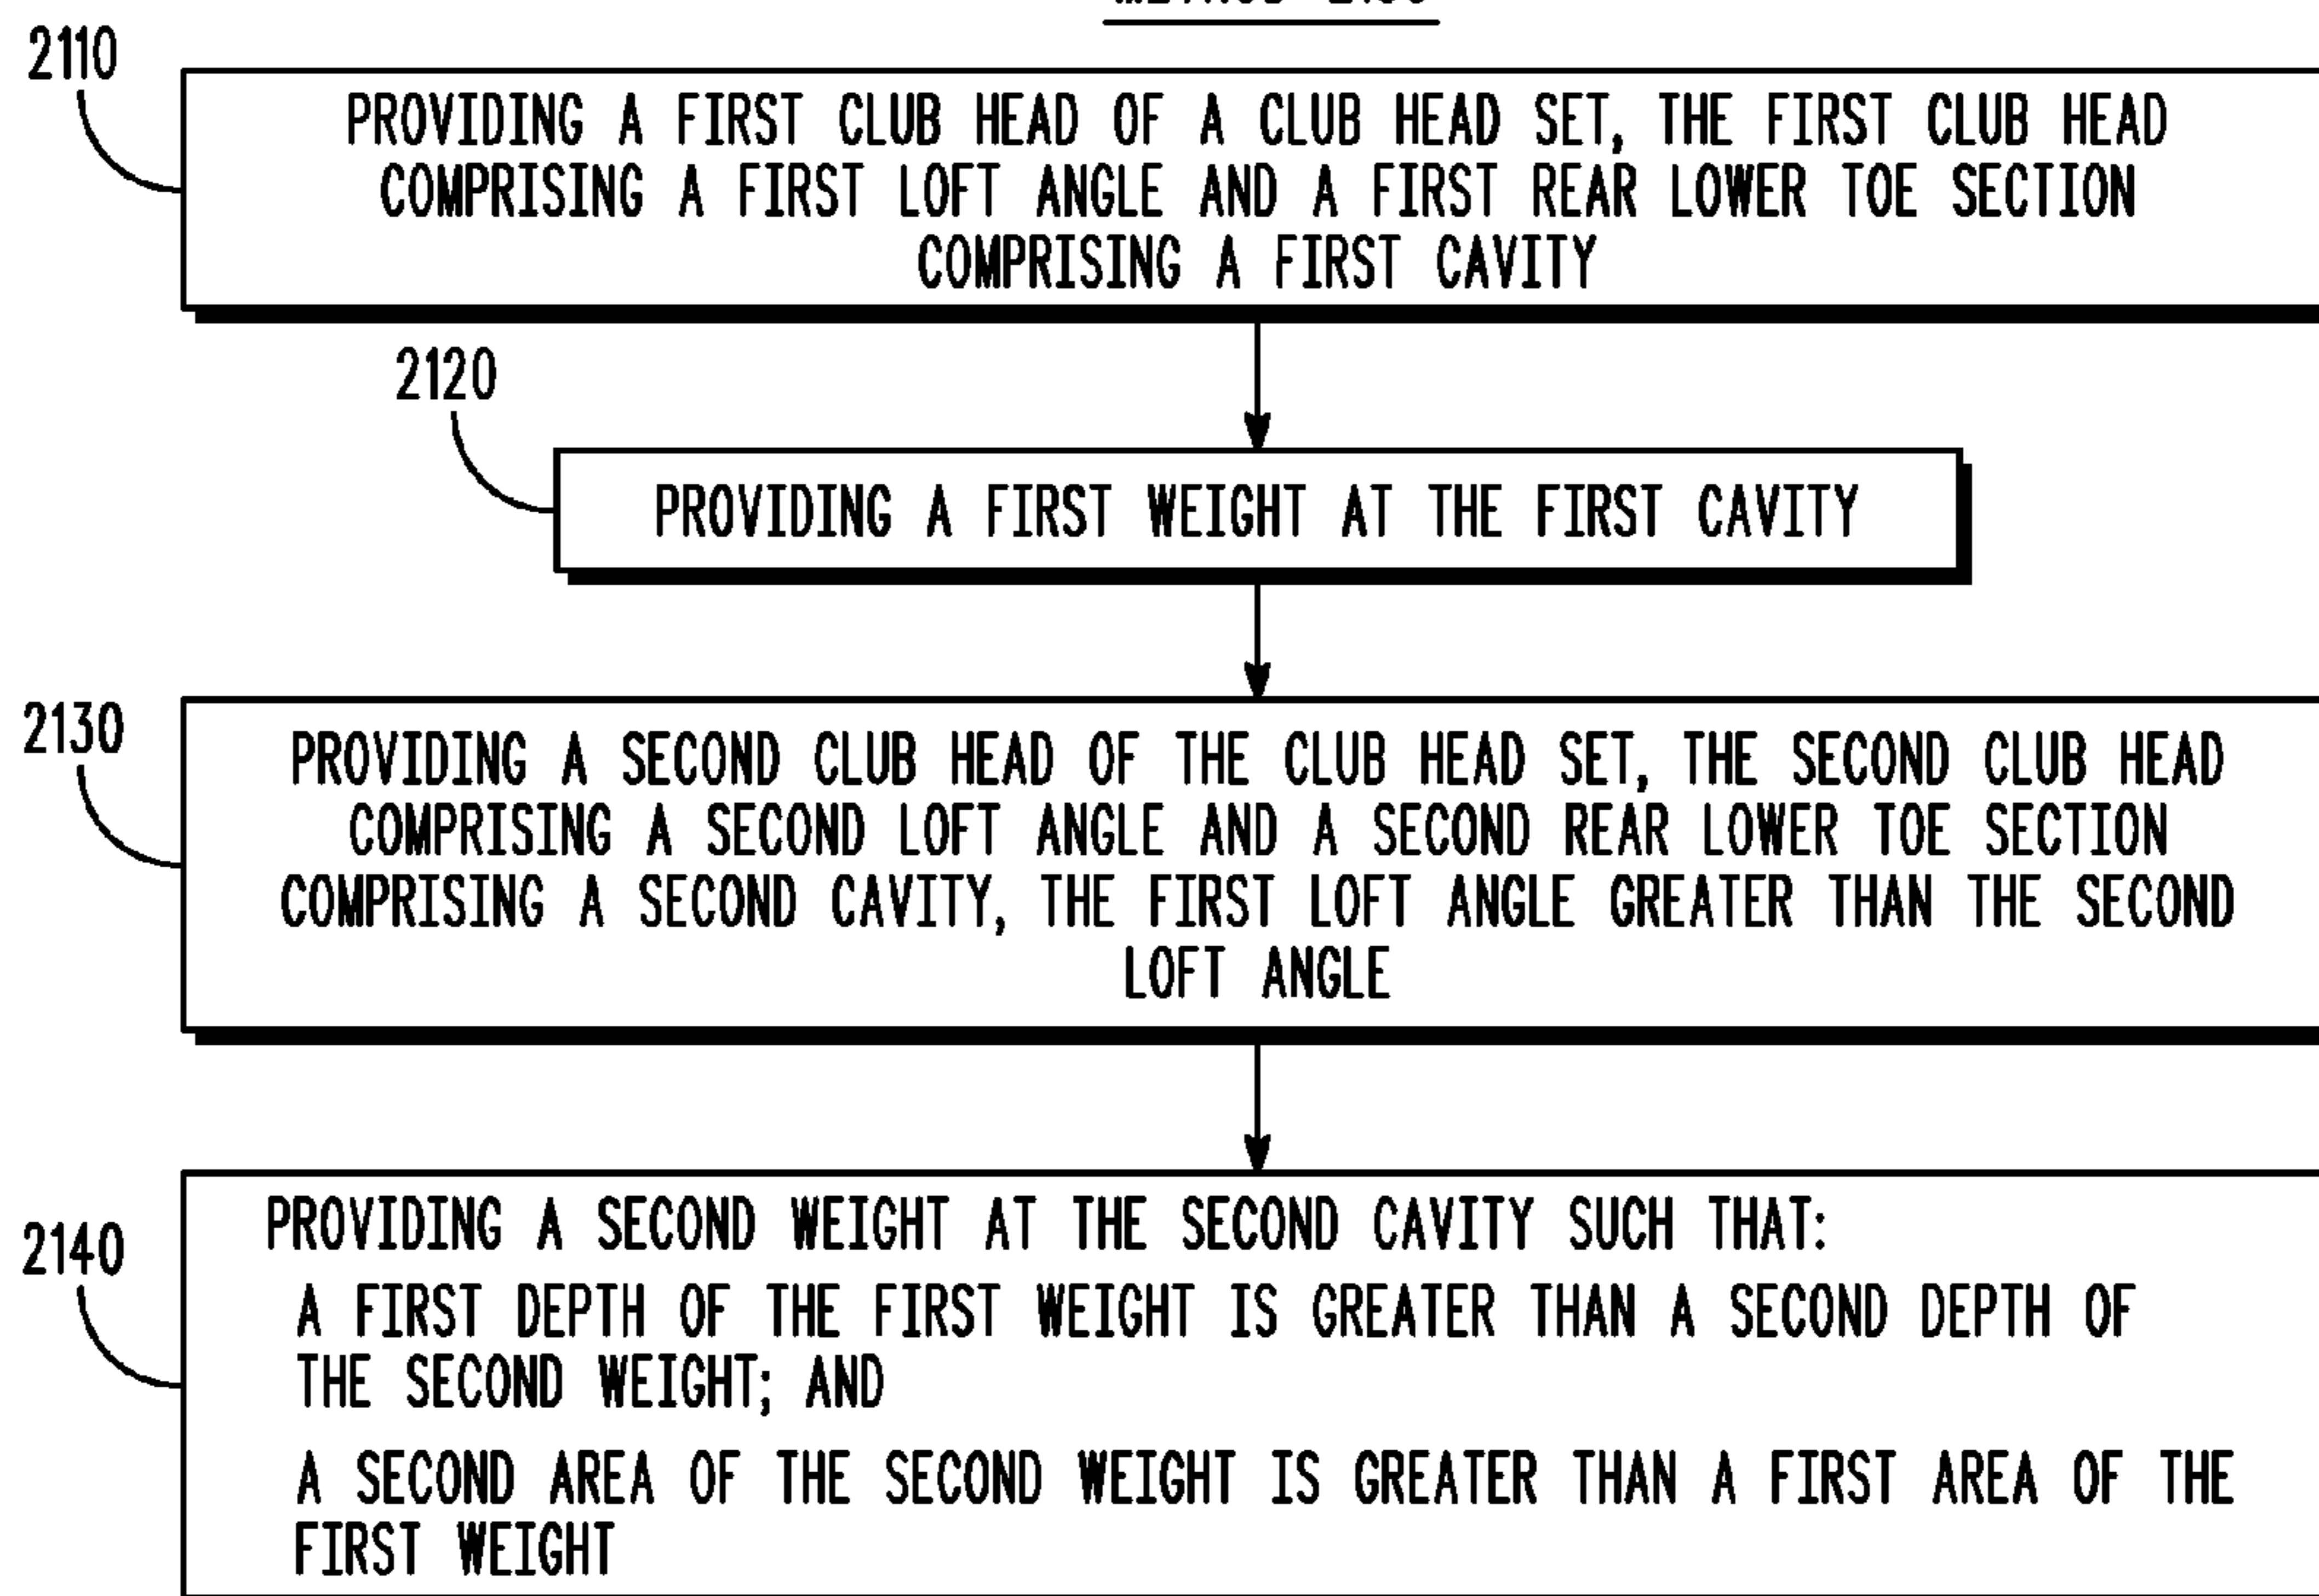 2110
PROVIDING A FIRST CLUB HEAD OF A CLUB HEAD SET, THE FIRST CLUB HEAD
COMPRISING A FIRST LOFT ANGLE AND A FIRST REAR LOWER TOE SECTION
COMPRISING A FIRST CAVITY
2120
PROVIDING A FIRST WEIGHT AT THE FIRST CAVITY
2130
PROVIDING A SECOND CLUB HEAD OF THE CLUB HEAD SET, THE SECOND CLUB HEAD
COMPRISING A SECOND LOFT ANGLE AND A SECOND REAR LOWER TOE SECTION
COMPRISING A SECOND CAVITY, THE FIRST LOFT ANGLE GREATER THAN THE SECOND
LOFT ANGLE
2140
PROVIDING A SECOND WEIGHT AT THE SECOND CAVITY SUCH THAT:
A FIRST DEPTH OF THE FIRST WEIGHT IS GREATER THAN A SECOND DEPTH OF
THE SECOND WEIGHT; AND
A SECOND AREA OF THE SECOND WEIGHT IS GREATER THAN A FIRST AREA OF THE
FIRST WEIGHT